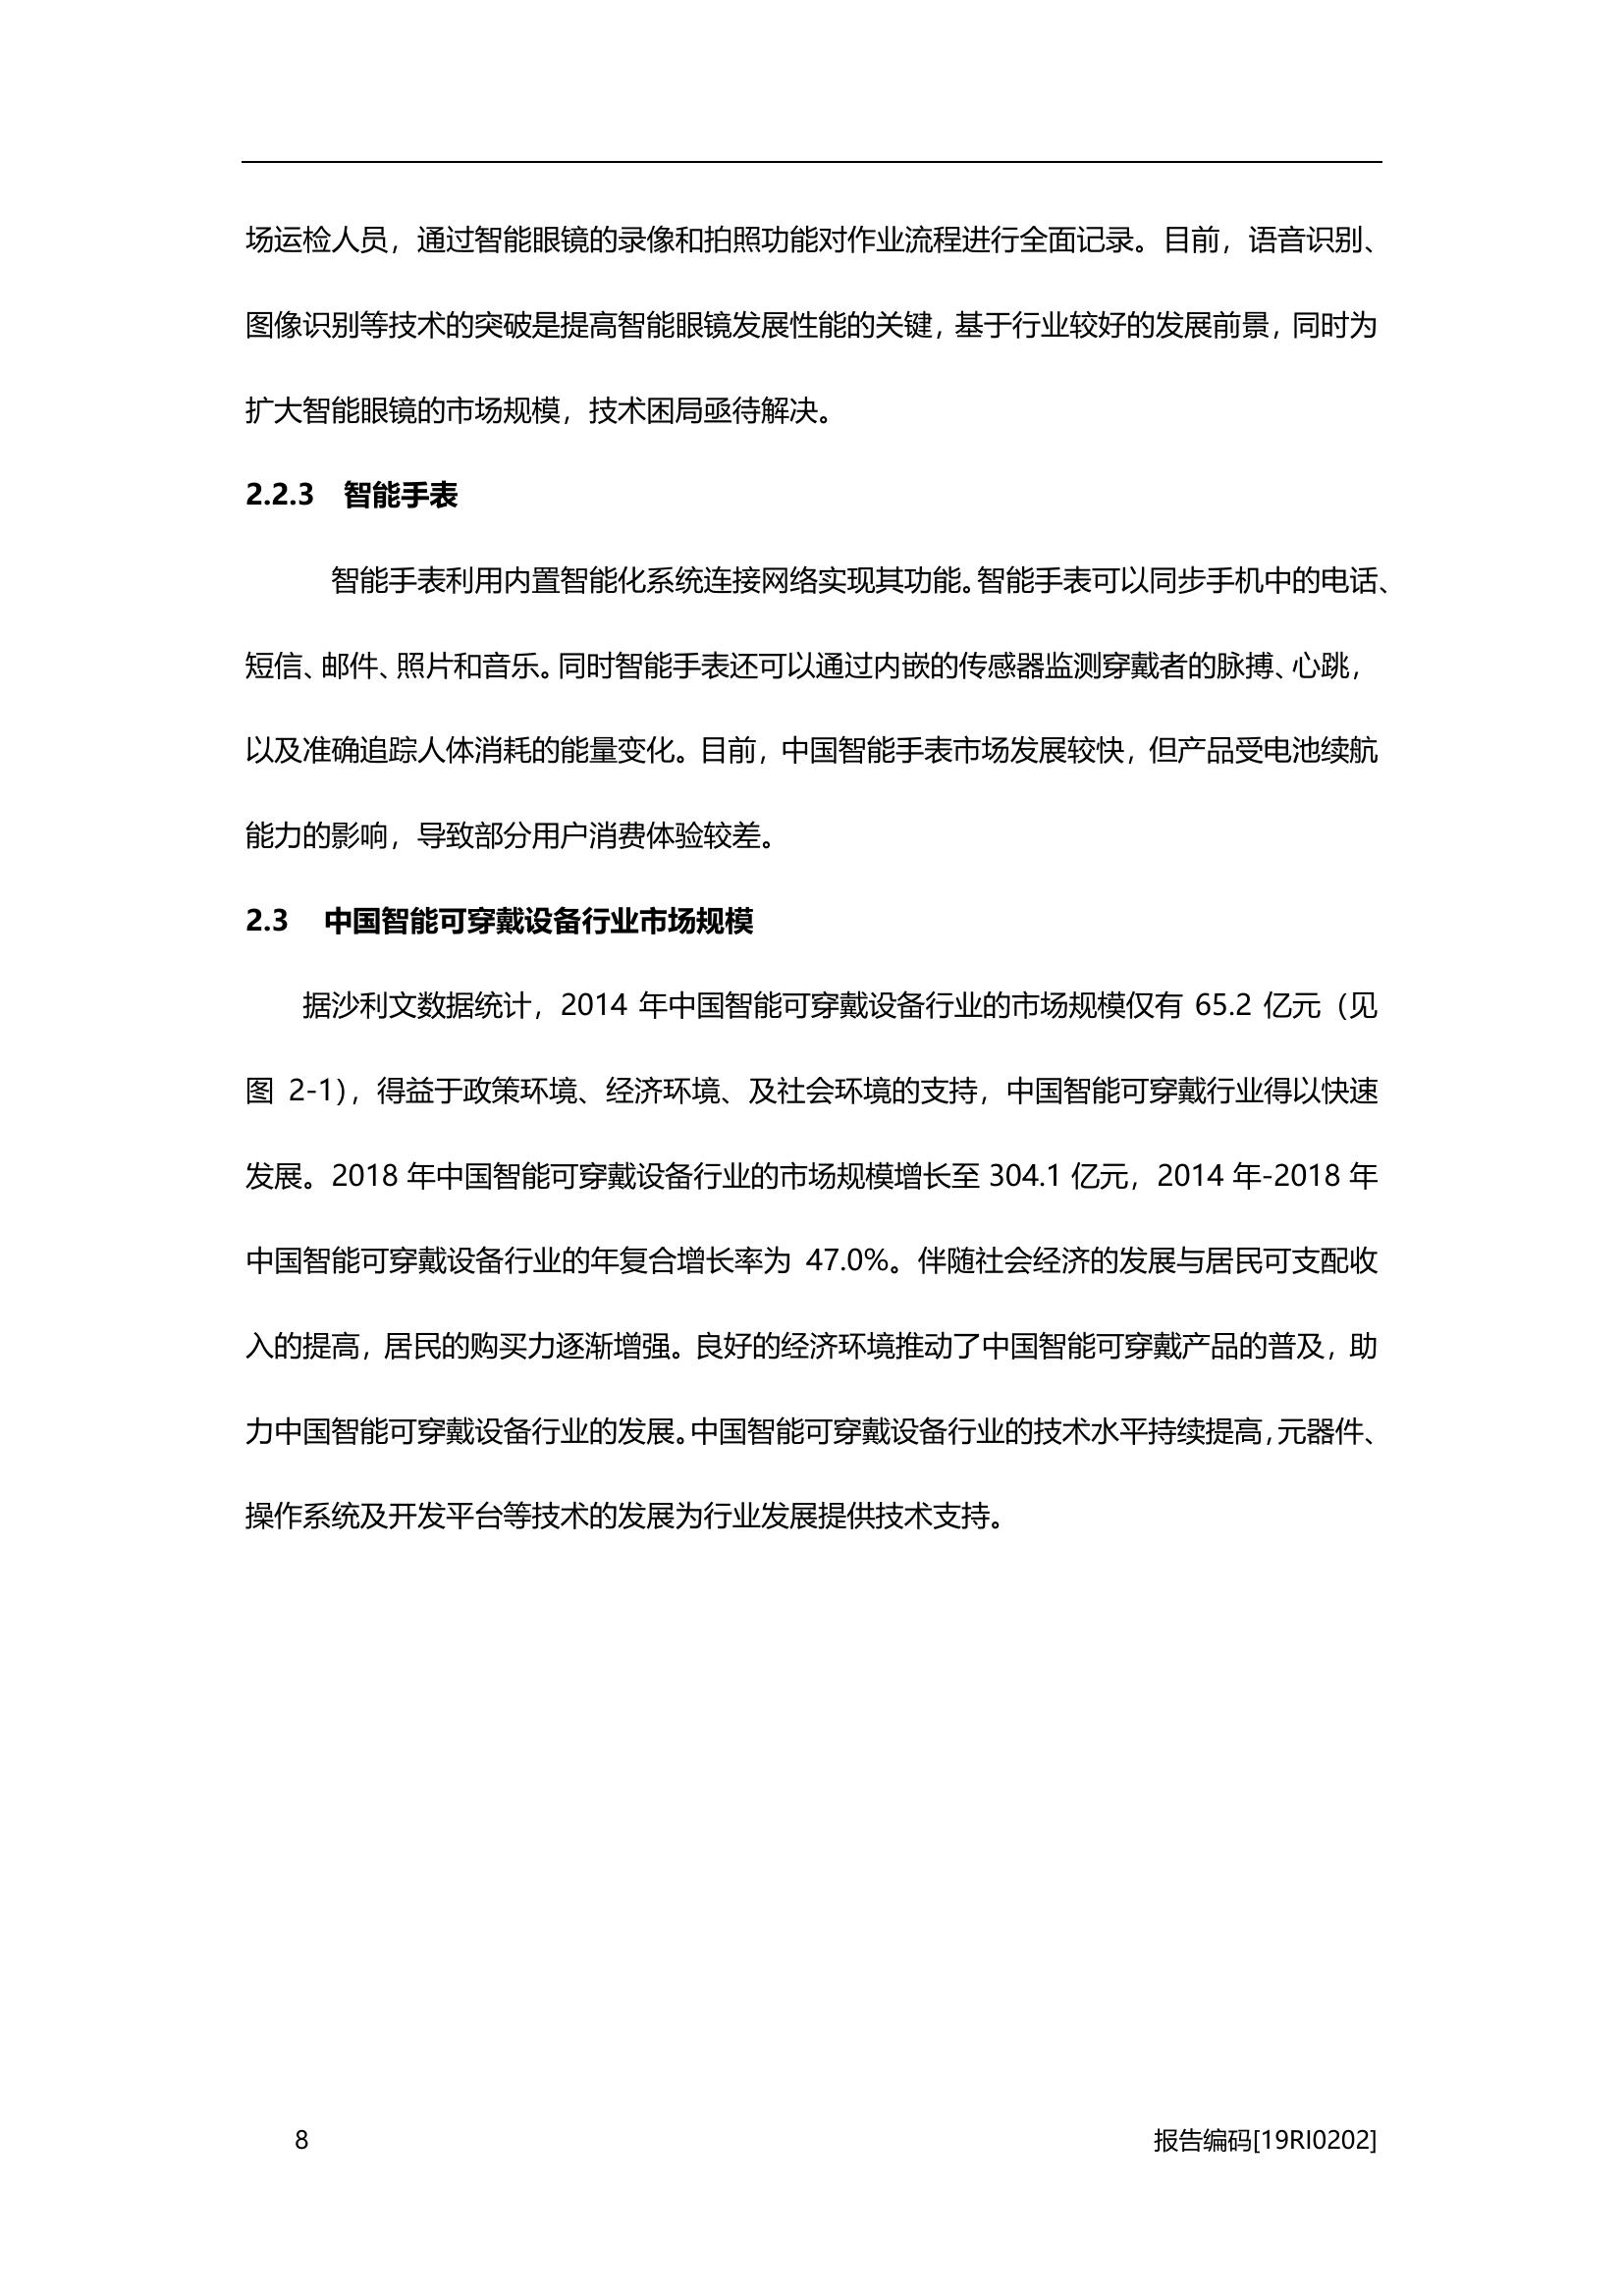 场运检人员，通过智能眼镜的录像和拍照功能对作业流程进行全面记录。目前，语音识别、
图像识别等技术的突破是提高智能眼镜发展性能的关键，基于行业较好的发展前景，同时为
扩大智能眼镜的市场规模，技术困局亟待解决。
2.2.3 智能手表
智能手表利用内置智能化系统连接网络实现其功能。智能手表可以同步手机中的电话、
短信、邮件、照片和音乐。同时智能手表还可以通过内嵌的传感器监测穿戴者的脉搏、心跳，
以及准确追踪人体消耗的能量变化。目前，中国智能手表市场发展较快，但产品受电池续航
能力的影响，导致部分用户消费体验较差。
2.3 中国智能可穿戴设备行业市场规模
据沙利文数据统计，2014 年中国智能可穿戴设备行业的市场规模仅有 65.2 亿元（见
图 2-1），得益于政策环境、经济环境、及社会环境的支持，中国智能可穿戴行业得以快速
发展。2018 年中国智能可穿戴设备行业的市场规模增长至 304.1 亿元，2014 年-2018 年
中国智能可穿戴设备行业的年复合增长率为 47.0%。伴随社会经济的发展与居民可支配收
入的提高，居民的购买力逐渐增强。良好的经济环境推动了中国智能可穿戴产品的普及，助
力中国智能可穿戴设备行业的发展。中国智能可穿戴设备行业的技术水平持续提高，元器件、
操作系统及开发平台等技术的发展为行业发展提供技术支持。
8 报告编码[19RI0202]